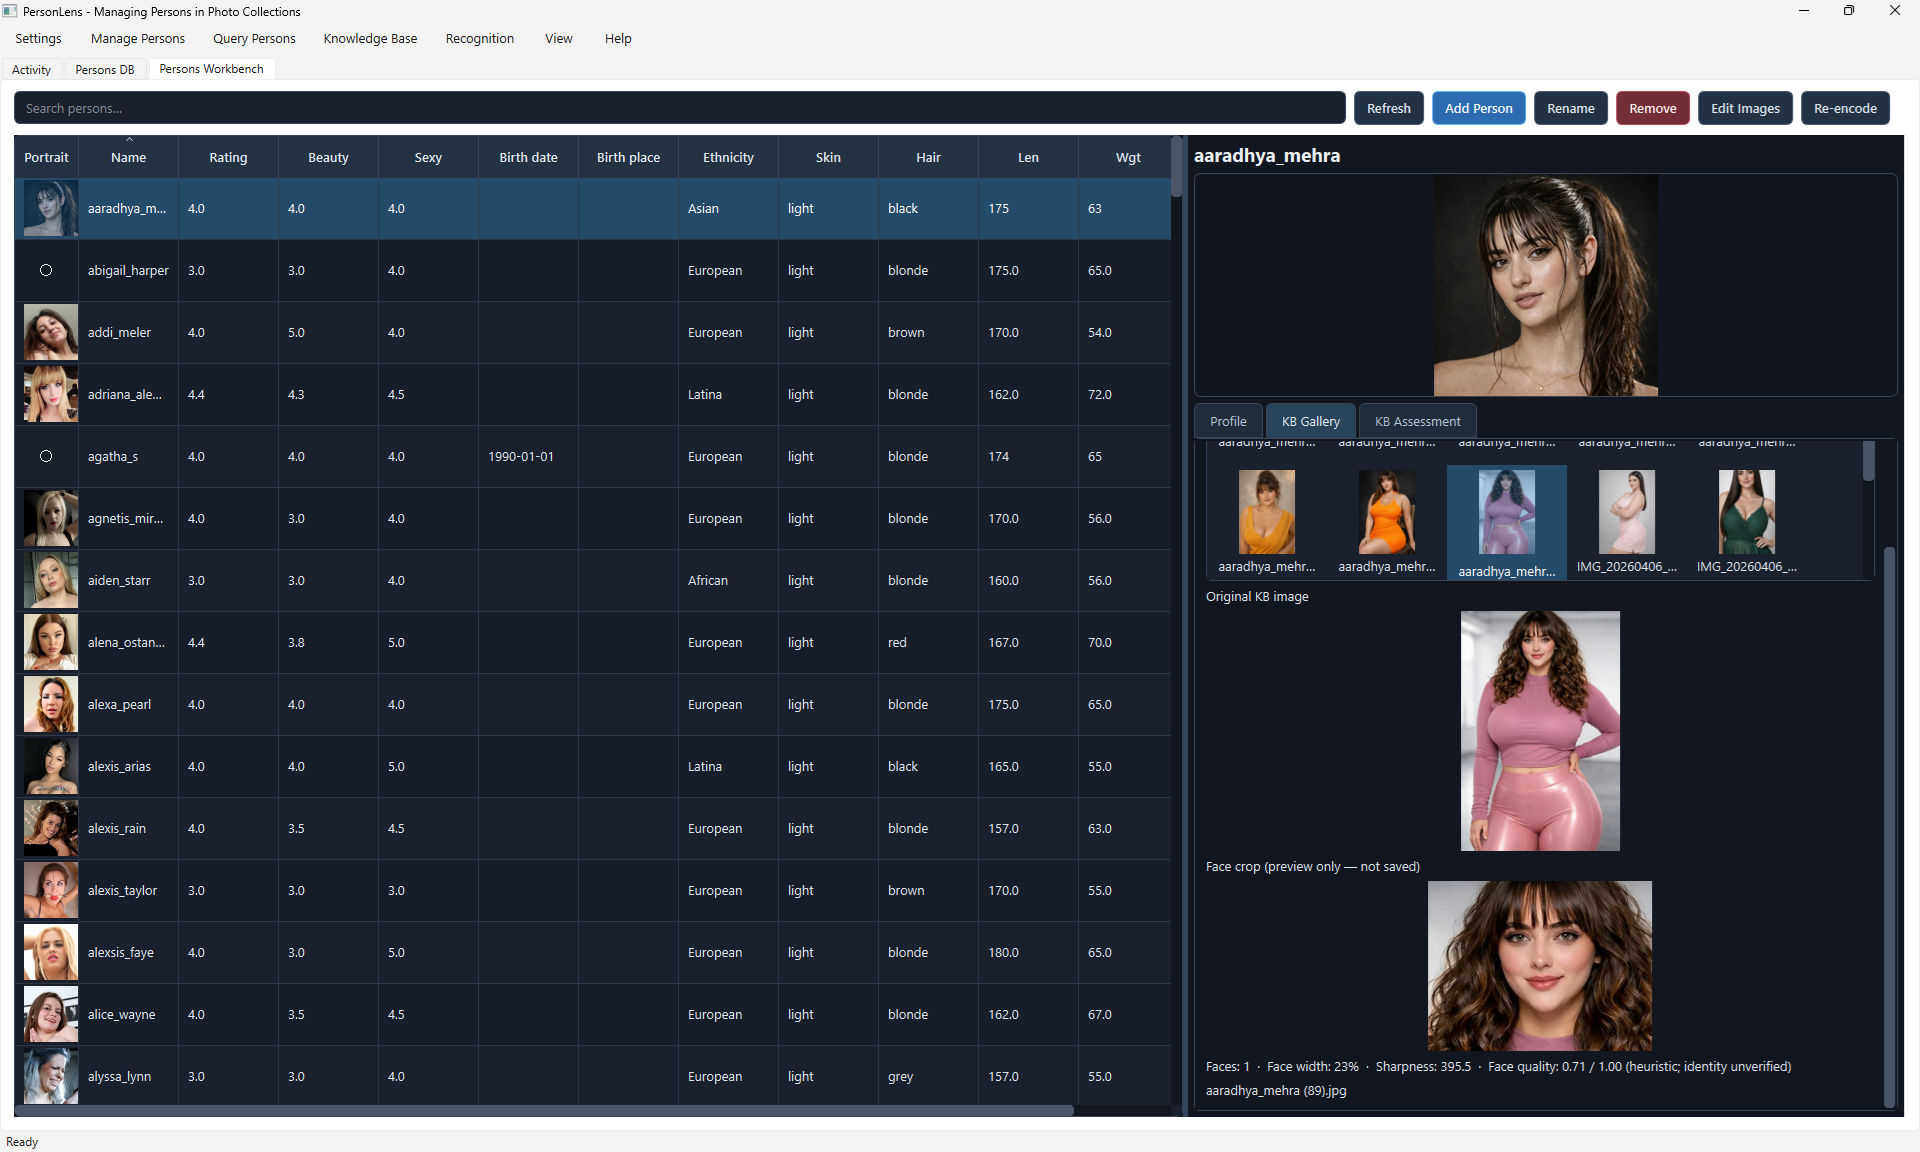 PersonLens - Managing Persons in Photo Collections
Settings Manage Persons Query Persons Knowledge Base Recognition View Help
Activity Persons DB Persons Workbench
Search persons... Refresh Add Person Rename Remove Edit Images Re-encode
Portrait Name Rating Beauty Sexy Birth date Birth place Ethnicity Skin Hair Len Wgt
aaradhya_m... 4.0 4.0 4.0 Asian light black 175 63
abigail_harper 3.0 3.0 4.0 European light blonde 175.0 65.0
addi_meler 4.0 5.0 4.0 European light brown 170.0 54.0
adriana_ale... 4.4 4.3 4.5 Latina light blonde 162.0 72.0
agatha_s 4.0 4.0 4.0 1990-01-01 European light blonde 174 65
agnetis_mir... 4.0 3.0 4.0 European light blonde 170.0 56.0
aiden_starr 3.0 3.0 4.0 African light blonde 160.0 56.0
alena_ostan... 4.4 3.8 5.0 European light red 167.0 70.0
alexa_pearl 4.0 4.0 4.0 European light blonde 175.0 65.0
alexis_arias 4.0 4.0 5.0 Latina light black 165.0 55.0
alexis_rain 4.0 3.5 4.5 European light blonde 157.0 63.0
alexis_taylor 3.0 3.0 3.0 European light brown 170.0 55.0
alexsis_faye 4.0 3.0 5.0 European light blonde 180.0 65.0
alice_wayne 4.0 3.5 4.5 European light blonde 162.0 67.0
alyssa_lynn 3.0 3.0 4.0 European light grey 157.0 55.0
aaradhya_mehra
Profile KB Gallery KB Assessment
aaradhya_mehr... aaradhya_mehr... aaradhya_mehr... aaradhya_mehr... aaradhya_mehr...
aaradhya_mehr... aaradhya_mehr... aaradhya_mehr... IMG_20260406_... IMG_20260406_...
Original KB image
Face crop (preview only — not saved)
Faces: 1 · Face width: 23% · Sharpness: 395.5 · Face quality: 0.71 / 1.00 (heuristic; identity unverified)
aaradhya_mehra (89).jpg
Ready